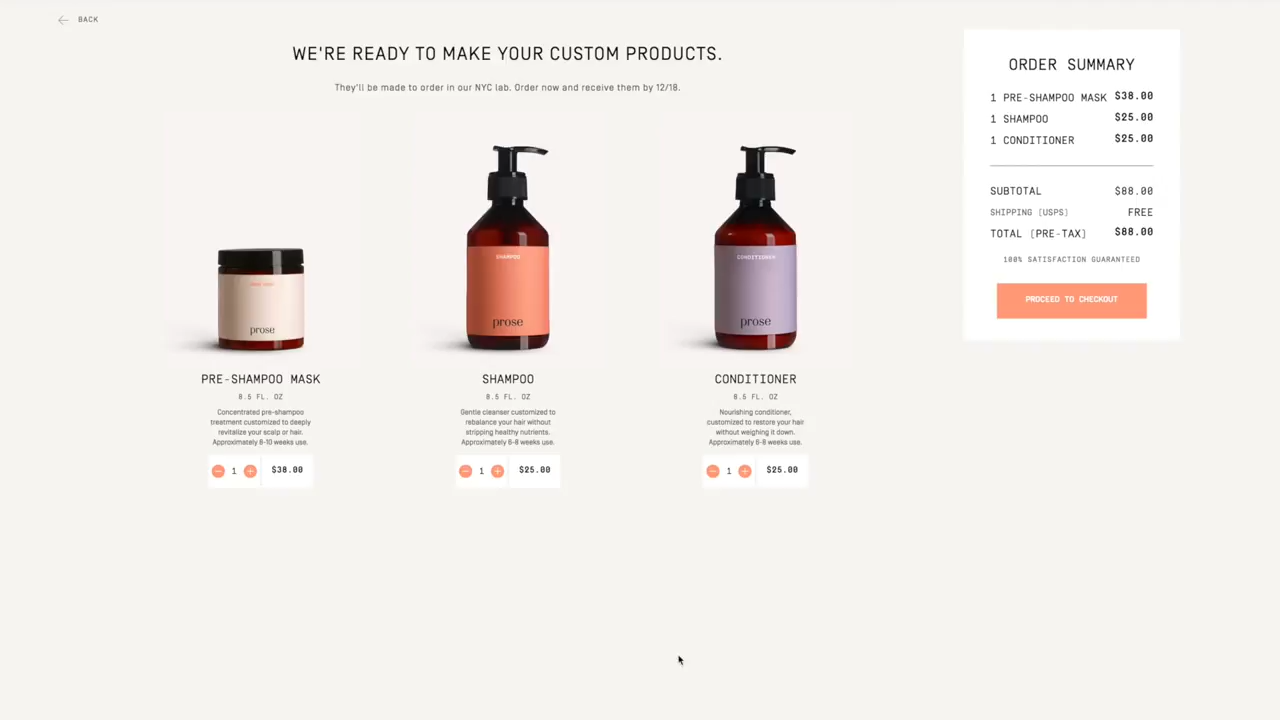 BACK
WE'RE READY TO MAKE YOUR CUSTOM PRODUCTS.
They'll be made to order in our NYC lab. Order now and receive them by 12/18.
prose
SHAMPOO
prose
CONDITIONER
prose
PRE-SHAMPOO MASK
8.5 FL. OZ
Concentrated pre-shampoo
treatment customized to deeply
revitalize your scalp or hair.
Approximately 8-10 weeks use.
1 $38.00
SHAMPOO
8.5 FL. OZ
Gentle cleanser customized to
rebalance your hair without
stripping healthy nutrients.
Approximately 6-8 weeks use.
1 $25.00
CONDITIONER
8.5 FL. OZ
Nourishing conditioner,
customized to restore your hair
without weighing it down.
Approximately 6-8 weeks use.
1 $25.00
ORDER SUMMARY
1 PRE-SHAMPOO MASK $38.00
1 SHAMPOO $25.00
1 CONDITIONER $25.00
SUBTOTAL $88.00
SHIPPING (USPS) FREE
TOTAL (PRE-TAX) $88.00
100% SATISFACTION GUARANTEED
PROCEED TO CHECKOUT